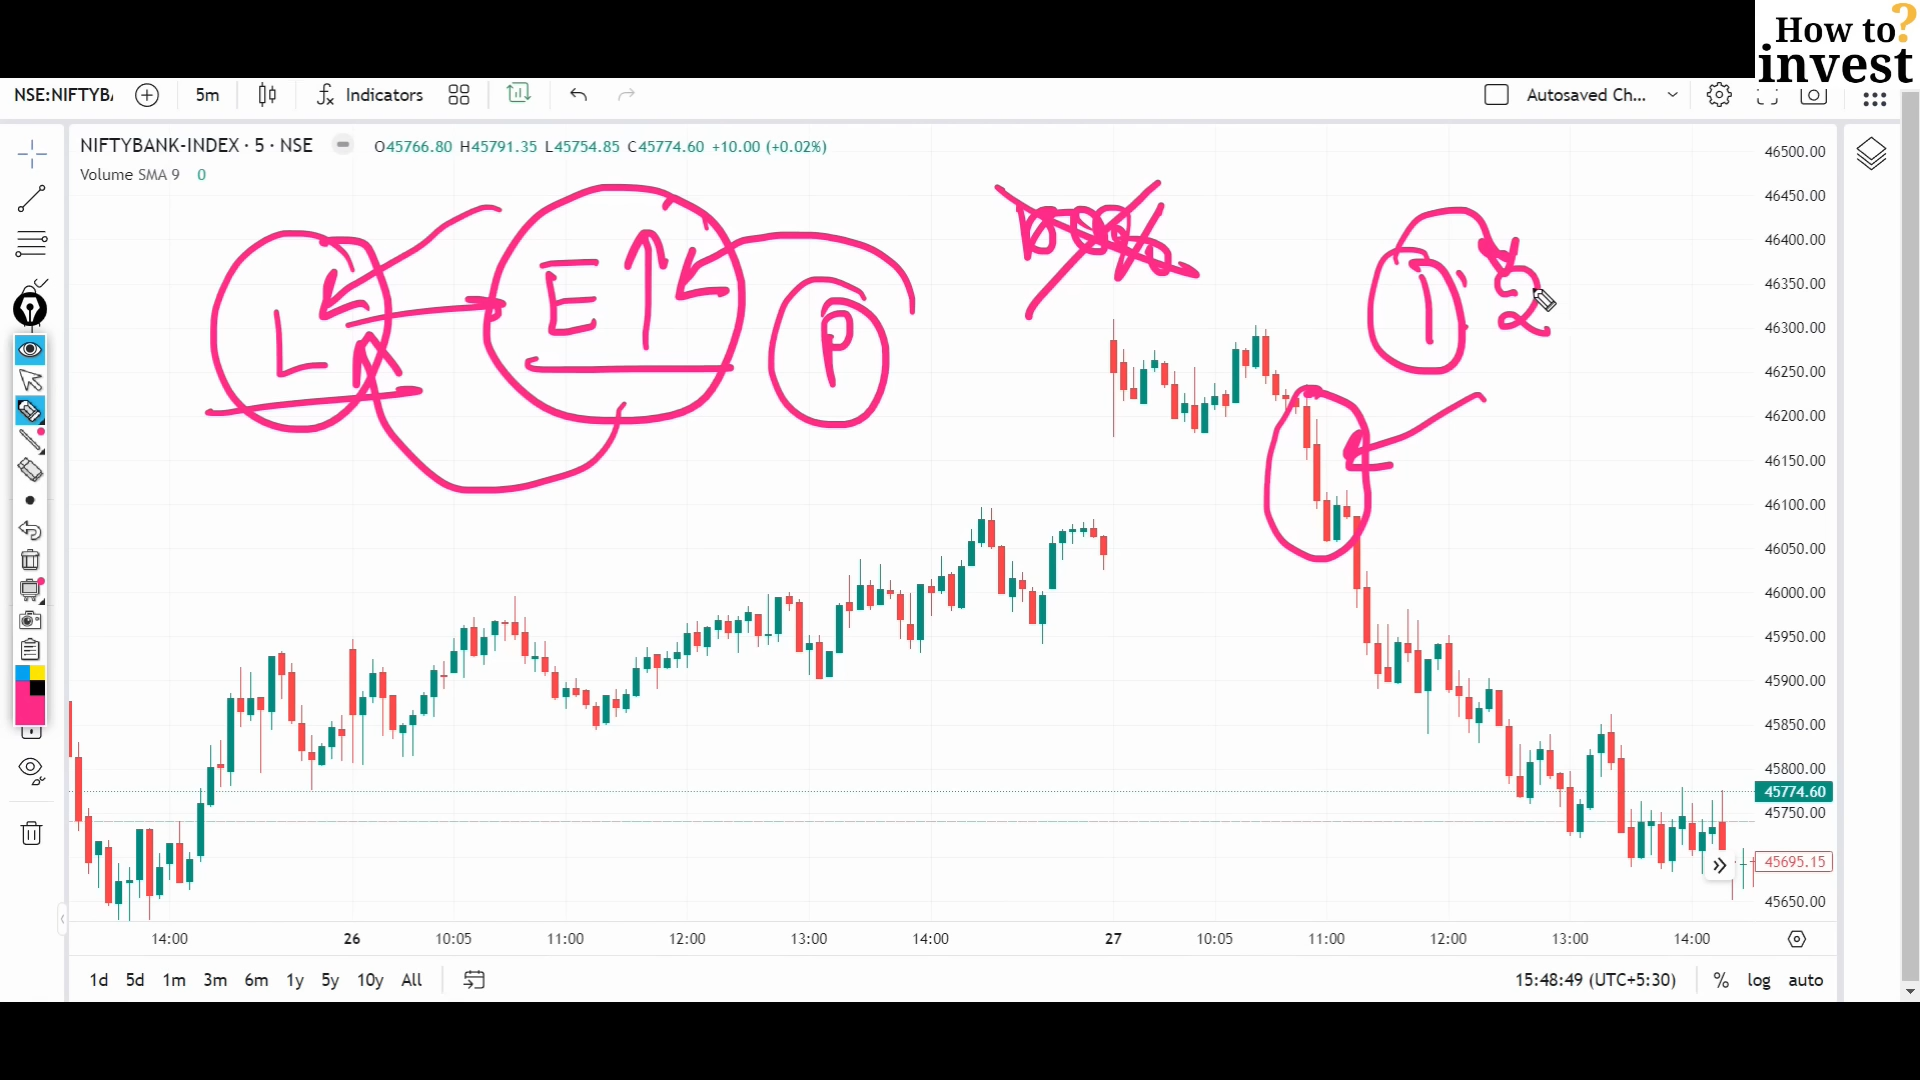 How to?
invest
NSE:NIFTYB
5m
Indicators
Autosaved Ch...
NIFTYBANK-INDEX · 5 · NSE
O45766.80 H45791.35 L45754.85 C45774.60 +10.00 (+0.02%)
Volume SMA 9 0
L
E
P
1
2
46500.00
46450.00
46400.00
46350.00
46300.00
46250.00
46200.00
46150.00
46100.00
46050.00
46000.00
45950.00
45900.00
45850.00
45800.00
45774.60
45750.00
45695.15
45650.00
14:00 26 10:05 11:00 12:00 13:00 14:00 27 10:05 11:00 12:00 13:00 14:00
1d 5d 1m 3m 6m 1y 5y 10y All
15:48:49 (UTC+5:30) % log auto